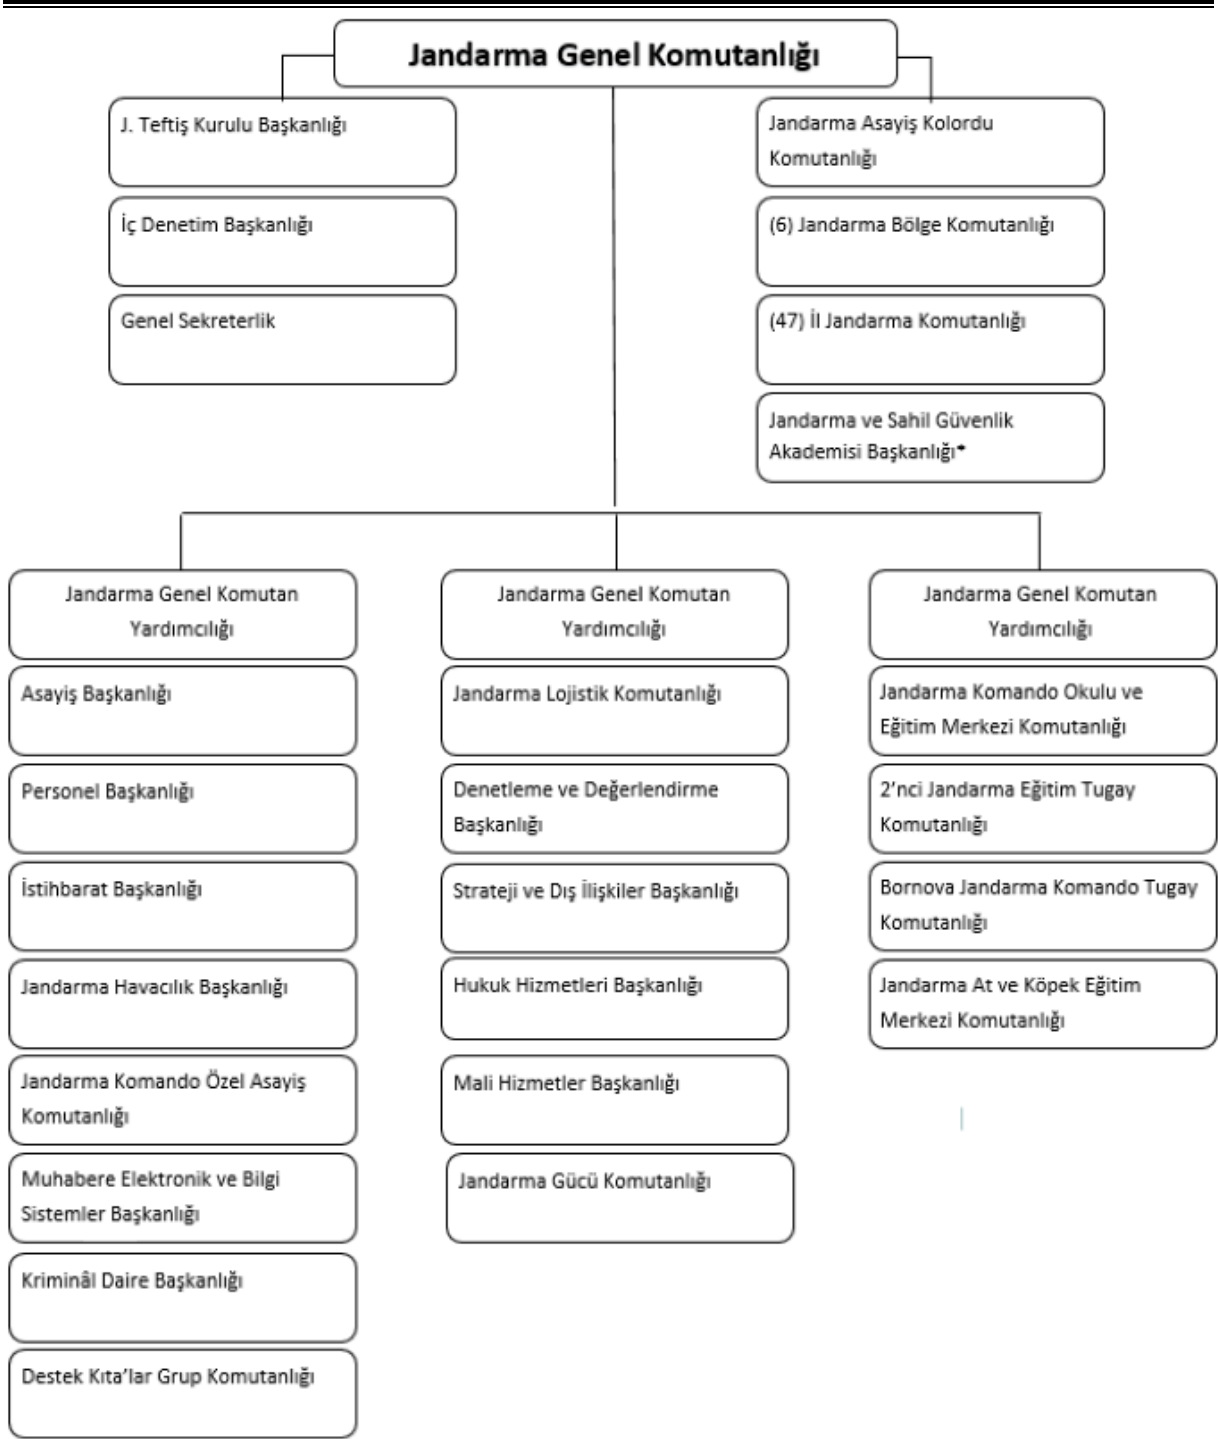 Jandarma Genel Komutanlığı
J. Teftiş Kurulu Başkanlığı
İç Denetim Başkanlığı
Genel Sekreterlik
Jandarma Asayiş Kolordu
Komutanlığı
(6) Jandarma Bölge Komutanlığı
(47) İl Jandarma Komutanlığı
Jandarma ve Sahil Güvenlik
Akademisi Başkanlığı*
Jandarma Genel Komutan
Yardımcılığı
Asayiş Başkanlığı
Personel Başkanlığı
İstihbarat Başkanlığı
Jandarma Havacılık Başkanlığı
Jandarma Komando Özel Asayiş
Komutanlığı
Muhabere Elektronik ve Bilgi
Sistemler Başkanlığı
Kriminâl Daire Başkanlığı
Destek Kıta’lar Grup Komutanlığı
Jandarma Genel Komutan
Yardımcılığı
Jandarma Lojistik Komutanlığı
Denetleme ve Değerlendirme
Başkanlığı
Strateji ve Dış İlişkiler Başkanlığı
Hukuk Hizmetleri Başkanlığı
Mali Hizmetler Başkanlığı
Jandarma Gücü Komutanlığı
Jandarma Genel Komutan
Yardımcılığı
Jandarma Komando Okulu ve
Eğitim Merkezi Komutanlığı
2’nci Jandarma Eğitim Tugay
Komutanlığı
Bornova Jandarma Komando Tugay
Komutanlığı
Jandarma At ve Köpek Eğitim
Merkezi Komutanlığı